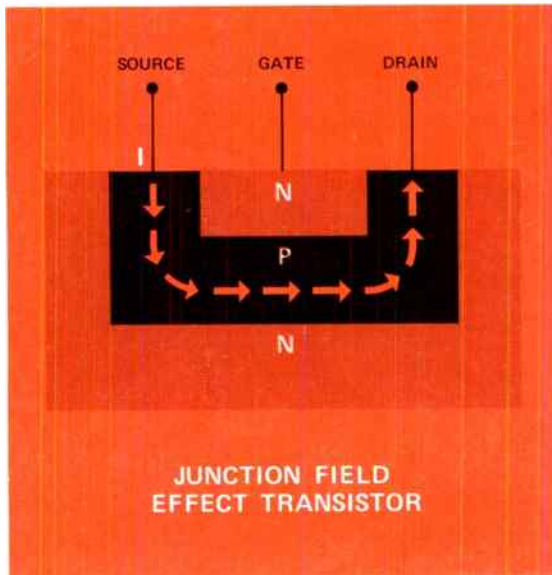 SOURCE GATE DRAIN
I
N
P
N
JUNCTION FIELD
EFFECT TRANSISTOR